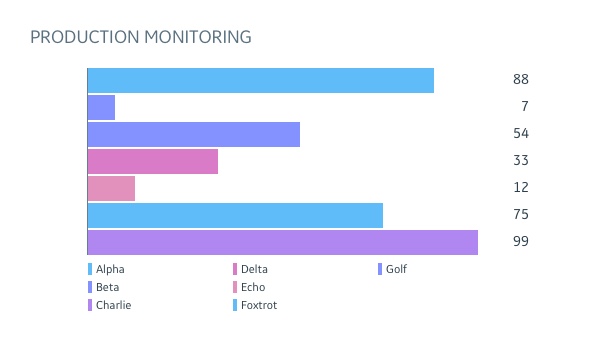 PRODUCTION MONITORING
88
7
54
33
12
75
99
Alpha Delta Golf
Beta Echo
Charlie Foxtrot